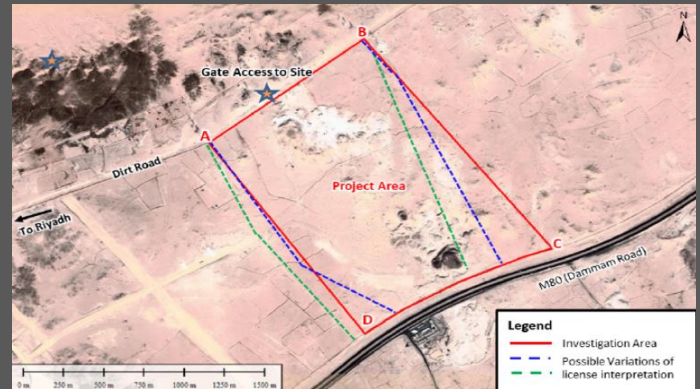 N
B
Gate Access to Site
A
Dirt Road
Project Area
To Riyadh
C
M80 (Dammam Road)
D
Legend
Investigation Area
Possible Variations of
license interpretation
0 m 250 m 500 m 750 m 1000 m 1250 m 1500 m